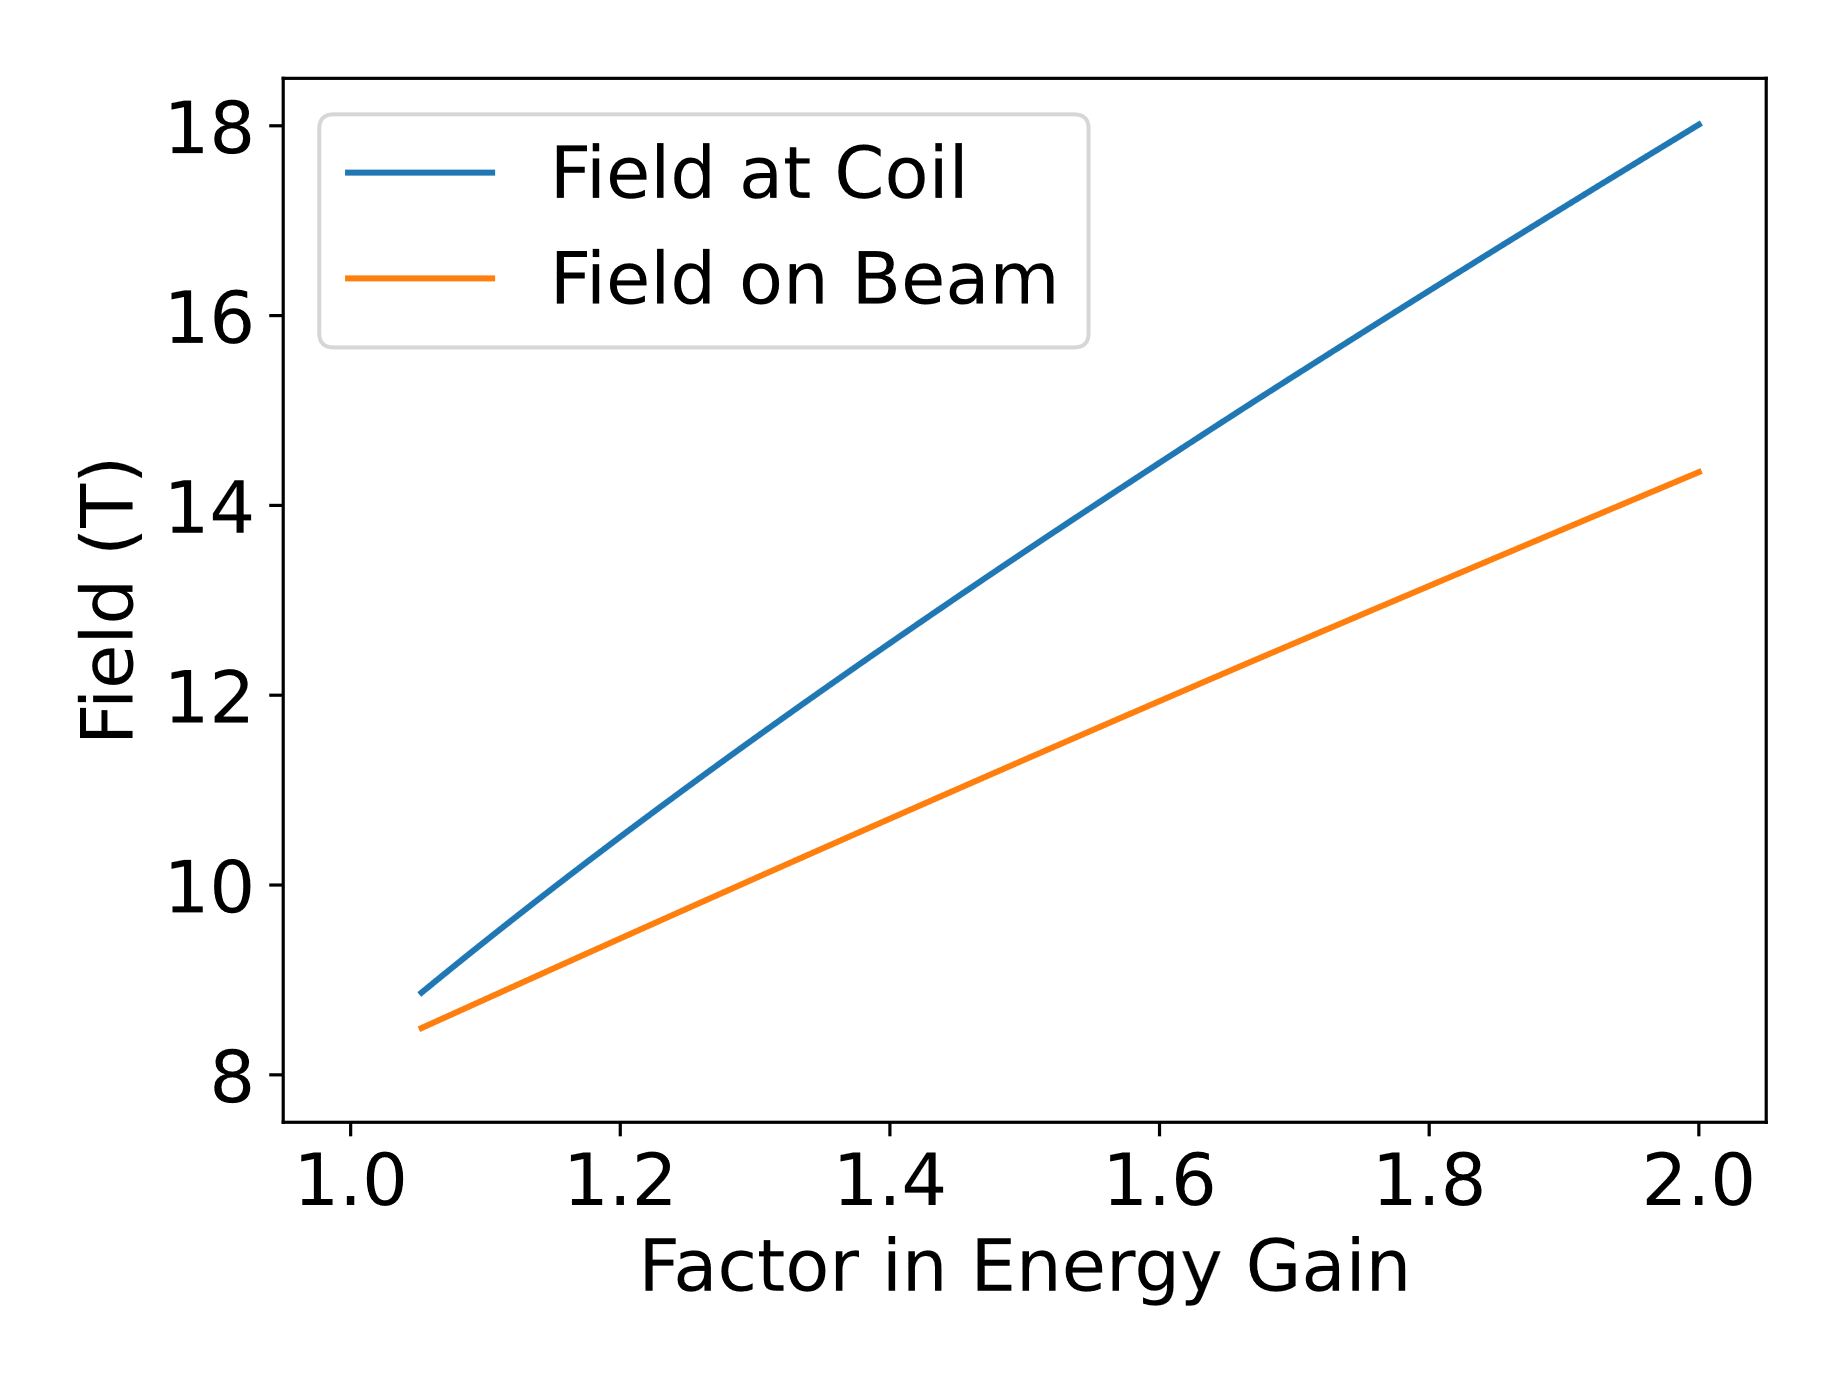 18
16
14
12
10
8
Field (T)
Field at Coil
Field on Beam
1.0 1.2 1.4 1.6 1.8 2.0
Factor in Energy Gain